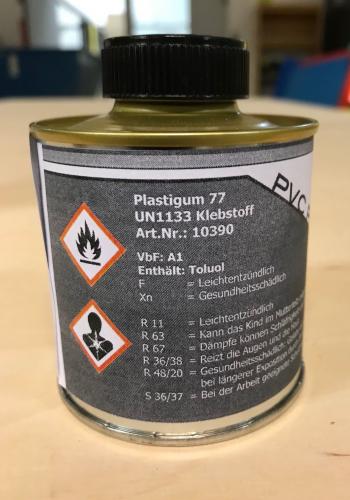 PVC
Plastigum 77
UN1133 Klebstoff
Art.Nr.: 10390
VbF: A1
Enthält: Toluol
F = Leichtentzündlich
Xn = Gesundheitsschädlich
R 11 = Leichtentzündlich
R 63 = Kann das Kind im Mutterleib
R 67 = Dämpfe können Schläfrigkeit
R 36/38 = Reizt die Augen und die
R 48/20 = Gesundheitsschädlich:
bei längerer Exposition
S 36/37 = Bei der Arbeit geeignete